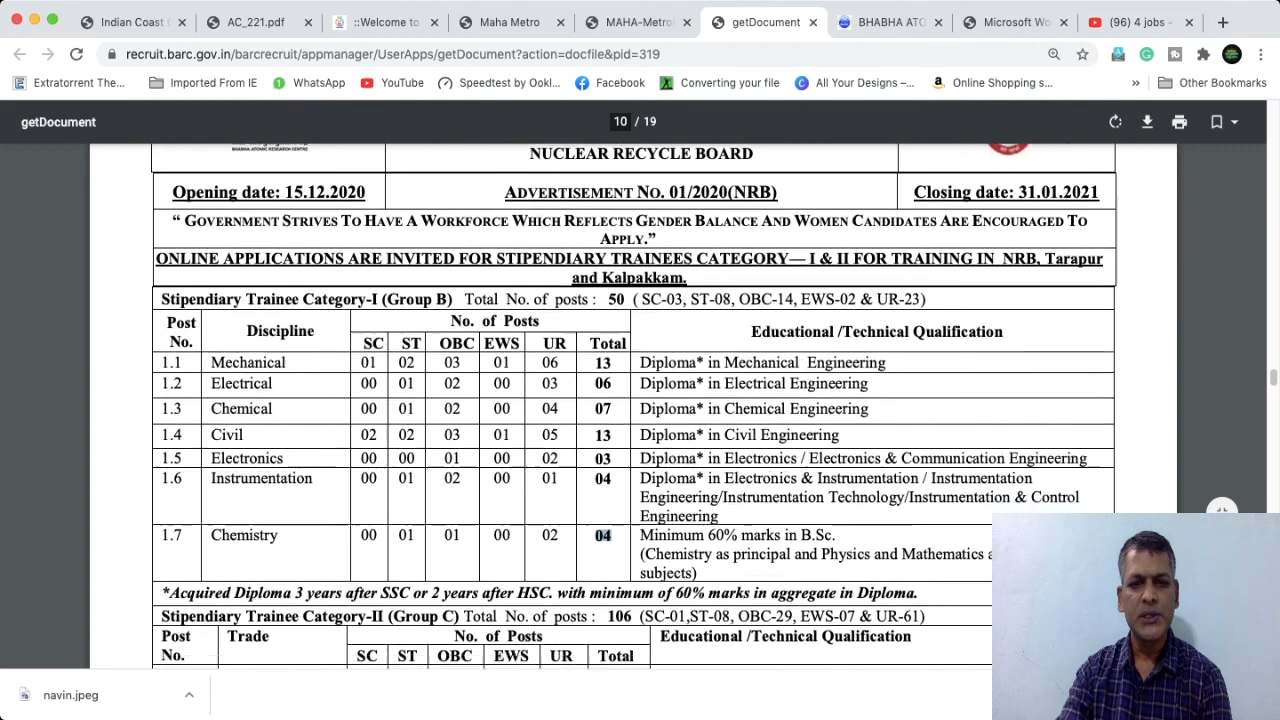 Indian Coast G
AC_221.pdf
::Welcome to
Maha Metro
MAHA-Metro
getDocument
BHABHA ATO
Microsoft Wo
(96) 4 jobs -
recruit.barc.gov.in/barcrecruit/appmanager/UserApps/getDocument?action=docfile&pid=319
Extratorrent The...
Imported From IE
WhatsApp
YouTube
Speedtest by Ookl...
Facebook
Converting your file
All Your Designs –...
Online Shopping s...
»
Other Bookmarks
getDocument
10 / 19
BHABHA ATOMIC RESEARCH CENTRE
NUCLEAR RECYCLE BOARD
Opening date: 15.12.2020 ADVERTISEMENT NO. 01/2020(NRB) Closing date: 31.01.2021
“ GOVERNMENT STRIVES TO HAVE A WORKFORCE WHICH REFLECTS GENDER BALANCE AND WOMEN CANDIDATES ARE ENCOURAGED TO
APPLY.”
ONLINE APPLICATIONS ARE INVITED FOR STIPENDIARY TRAINEES CATEGORY— I & II FOR TRAINING IN NRB, Tarapur
and Kalpakkam.
Stipendiary Trainee Category-I (Group B) Total No. of posts : 50 ( SC-03, ST-08, OBC-14, EWS-02 & UR-23)
Post No. Discipline No. of Posts Educational /Technical Qualification
SC ST OBC EWS UR Total
1.1 Mechanical 01 02 03 01 06 13 Diploma* in Mechanical Engineering
1.2 Electrical 00 01 02 00 03 06 Diploma* in Electrical Engineering
1.3 Chemical 00 01 02 00 04 07 Diploma* in Chemical Engineering
1.4 Civil 02 02 03 01 05 13 Diploma* in Civil Engineering
1.5 Electronics 00 00 01 00 02 03 Diploma* in Electronics / Electronics & Communication Engineering
1.6 Instrumentation 00 01 02 00 01 04 Diploma* in Electronics & Instrumentation / Instrumentation
Engineering/Instrumentation Technology/Instrumentation & Control
Engineering
1.7 Chemistry 00 01 01 00 02 04 Minimum 60% marks in B.Sc.
(Chemistry as principal and Physics and Mathematics a
subjects)
*Acquired Diploma 3 years after SSC or 2 years after HSC. with minimum of 60% marks in aggregate in Diploma.
Stipendiary Trainee Category-II (Group C) Total No. of posts : 106 (SC-01,ST-08, OBC-29, EWS-07 & UR-61)
Post No. Trade No. of Posts Educational /Technical Qualification
SC ST OBC EWS UR Total
navin.jpeg